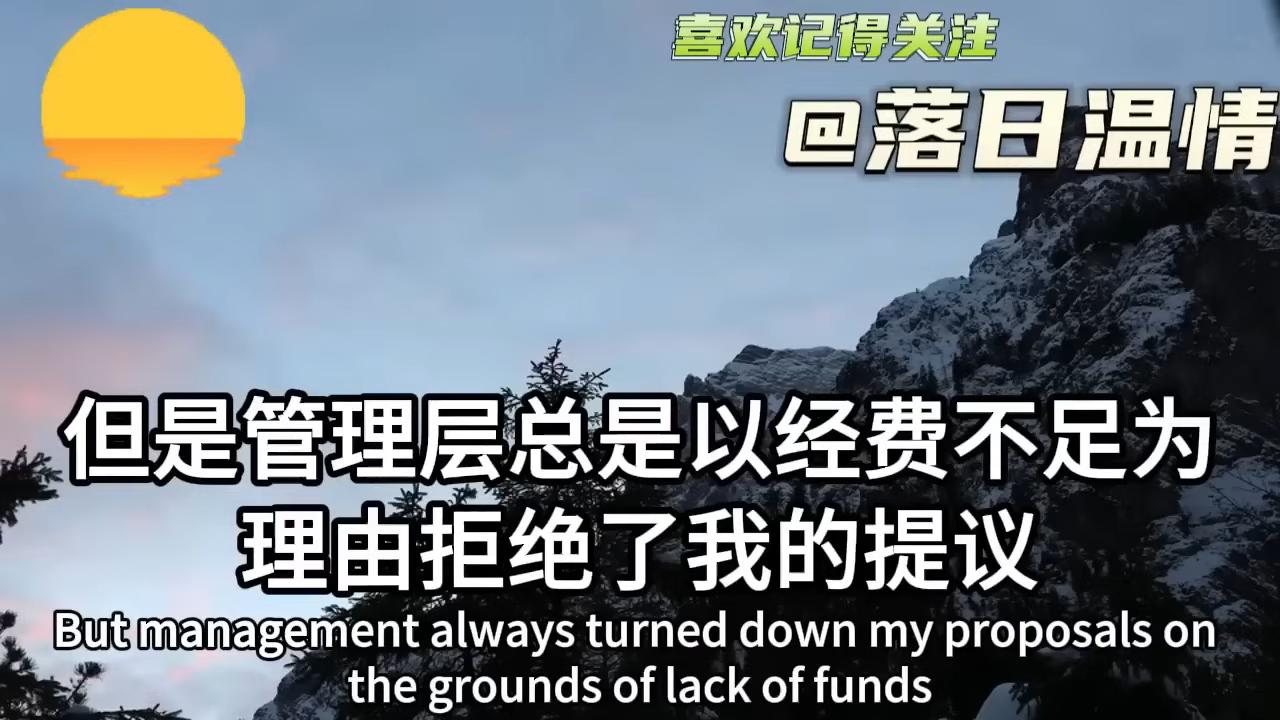 喜欢记得关注
@落日温情
但是管理层总是以经费不足为
理由拒绝了我的提议
But management always turned down my proposals on
the grounds of lack of funds